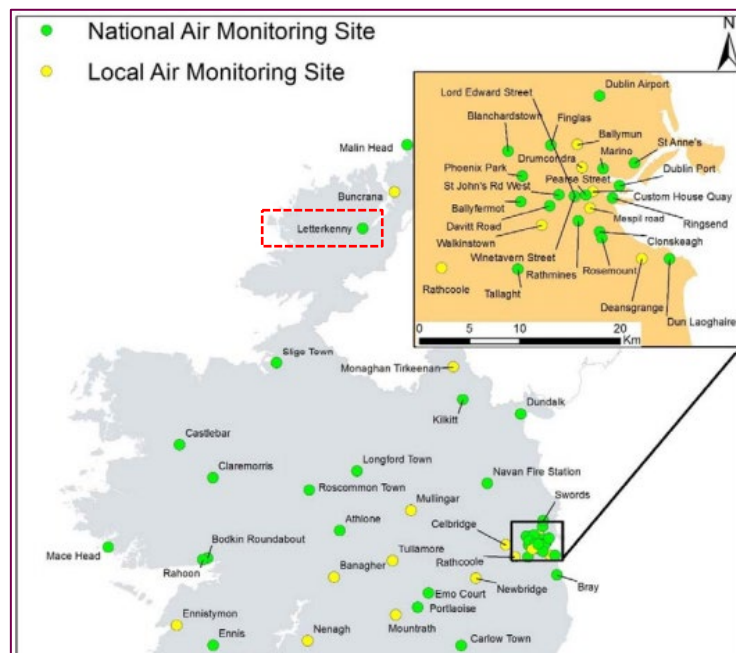 National Air Monitoring Site
Local Air Monitoring Site
N
Malin Head
Buncrana
Letterkenny
Lord Edward Street
Dublin Airport
Blanchardstown
Finglas
Ballymun
St Anne's
Drumcondra
Marino
Dublin Port
Phoenix Park
Pearse Street
St John's Rd West
Custom House Quay
Ballyfermot
Mespil road
Ringsend
Davitt Road
Clonskeagh
Walkinstown
Winetavern Street
Rosemount
Rathmines
Rathcoole
Tallaght
Deansgrange
Dun Laoghaire
0 10 20
Km
Sligo Town
Monaghan Tirkeenan
Kilkitt
Dundalk
Castlebar
Claremorris
Longford Town
Navan Fire Station
Roscommon Town
Mullingar
Swords
Athlone
Celbridge
Mace Head
Bodkin Roundabout
Rahoon
Tullamore
Rathcoole
Banagher
Newbridge
Bray
Emo Court
Portlaoise
Ennistymon
Mountrath
Ennis
Nenagh
Carlow Town